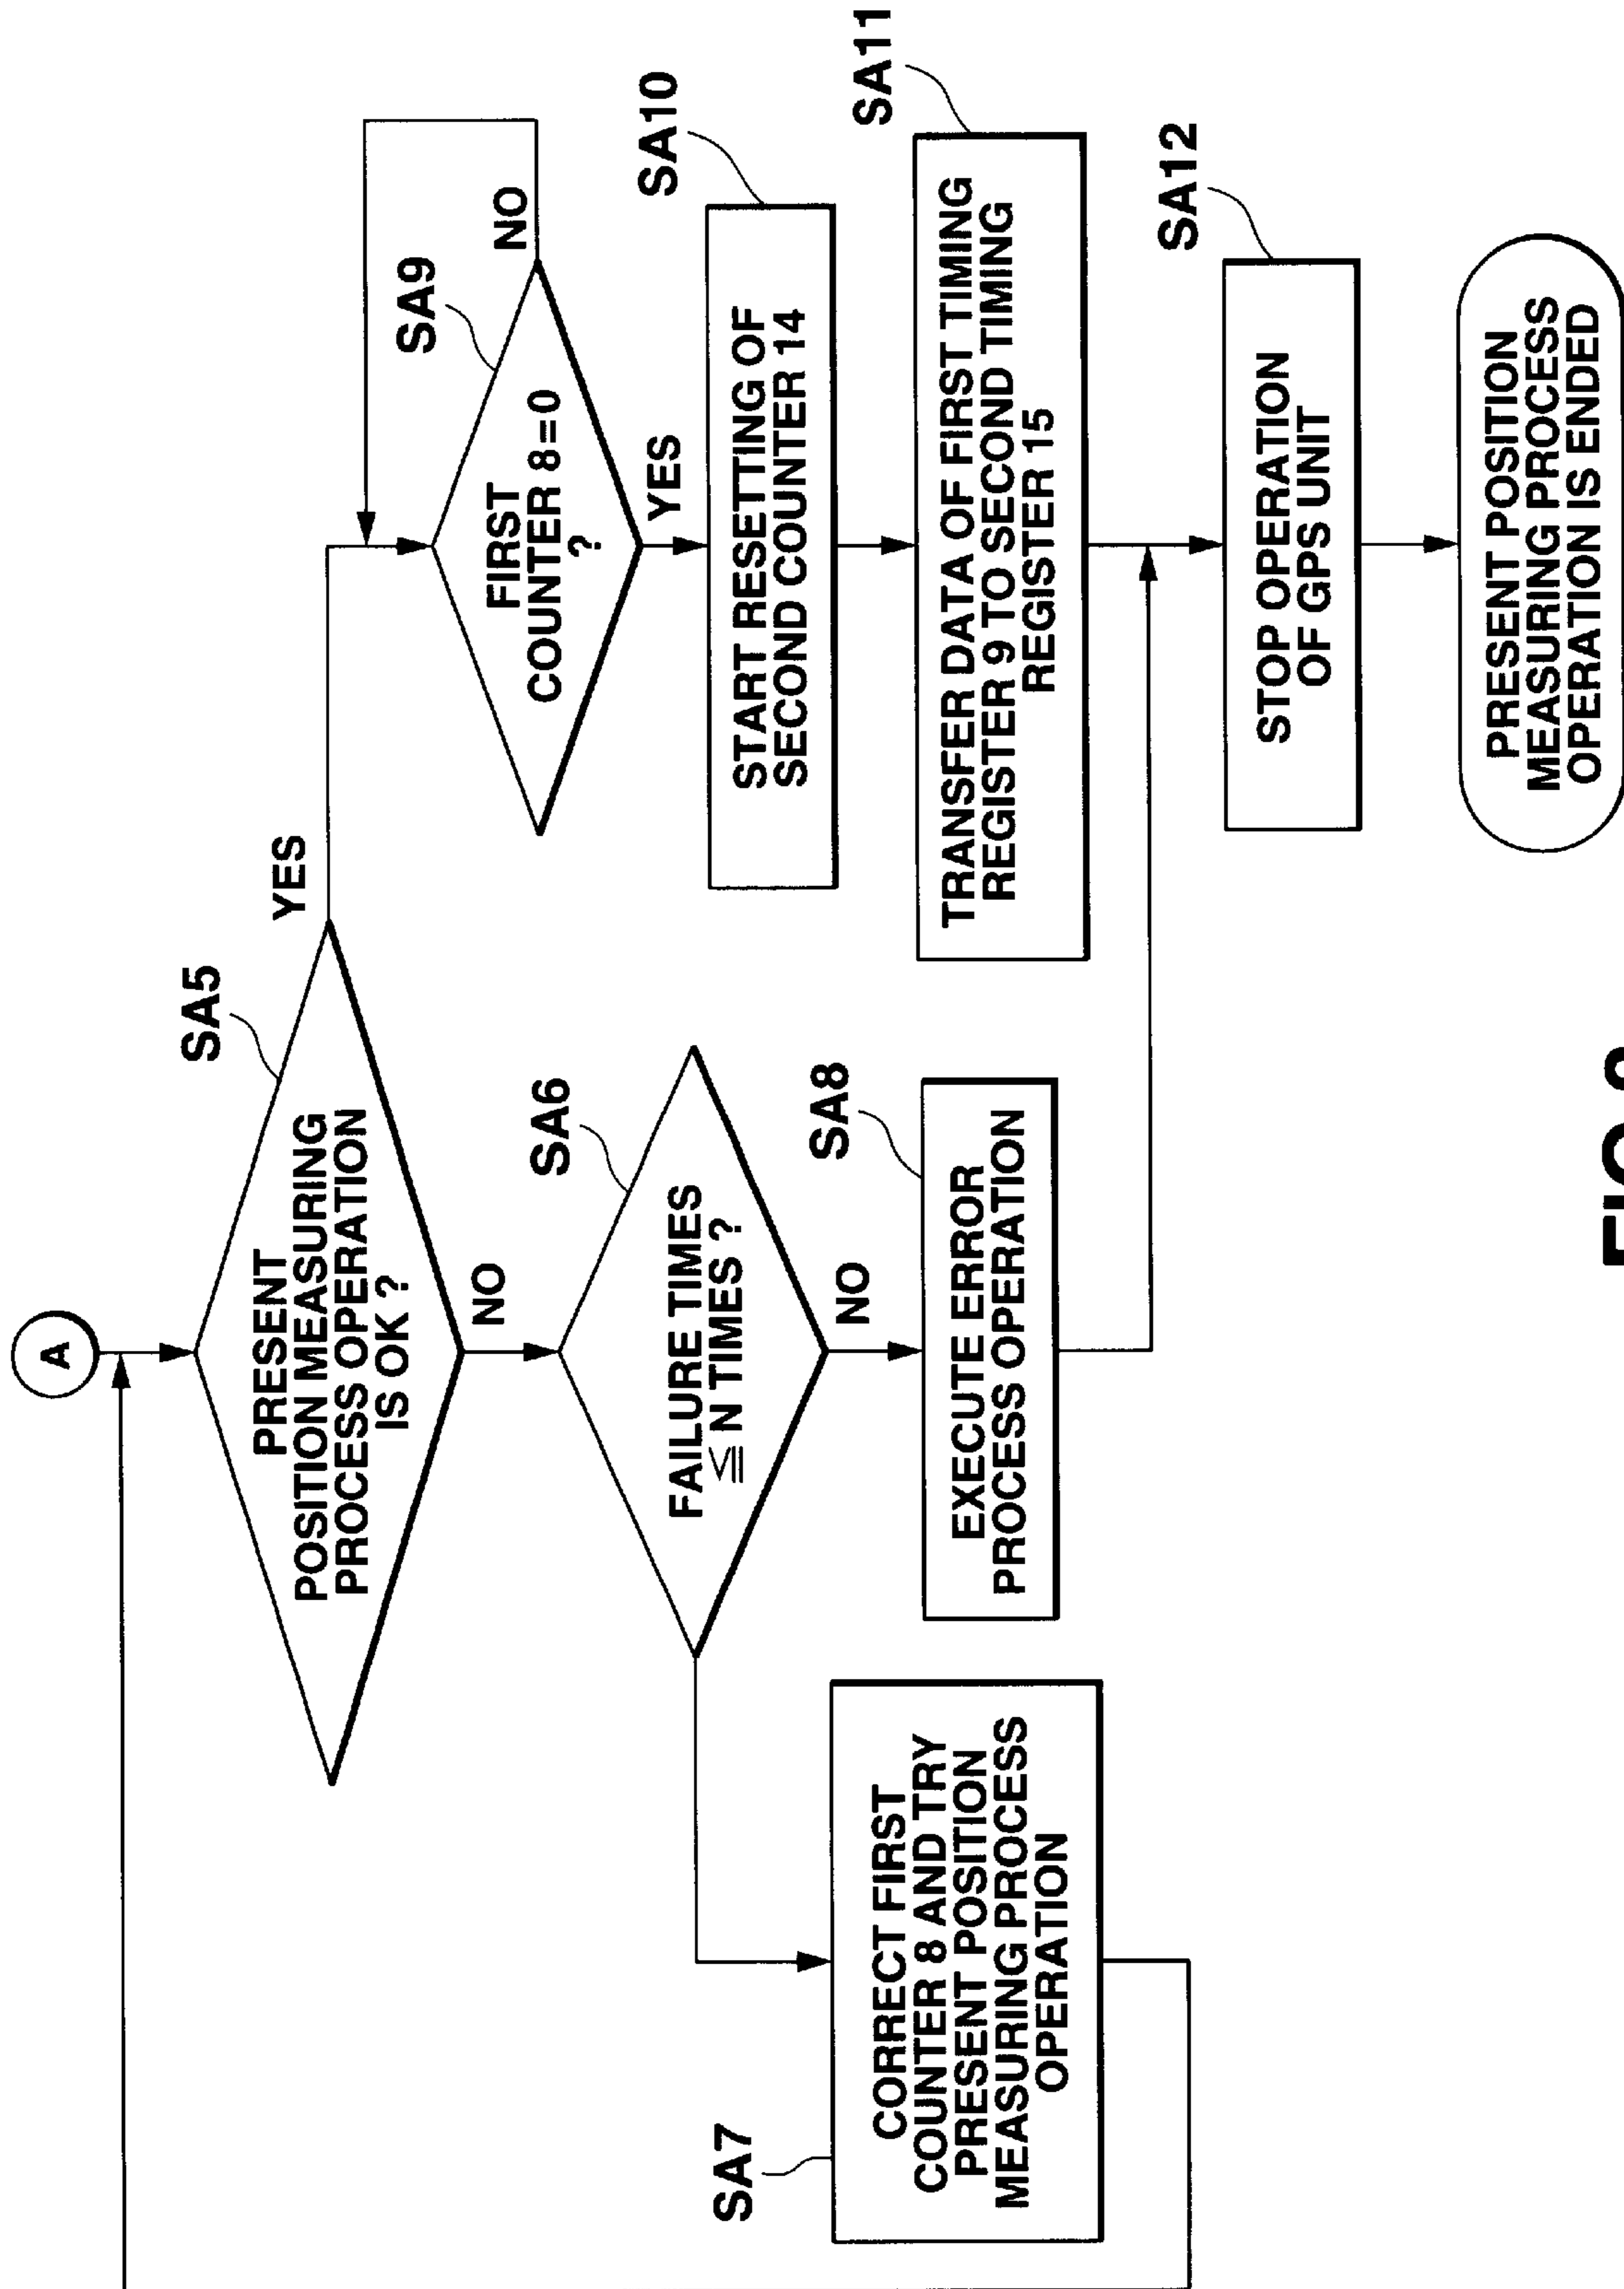 A
SA5
PRESENT
POSITION MEASURING
PROCESS OPERATION
IS OK ?
YES
NO
SA6
FAILURE TIMES
≦ N TIMES ?
NO
SA7
CORRECT FIRST
COUNTER 8 AND TRY
PRESENT POSITION
MEASURING PROCESS
OPERATION
SA8
EXECUTE ERROR
PROCESS OPERATION
SA9
FIRST
COUNTER 8=0
?
NO
YES
SA10
START RESETTING OF
SECOND COUNTER 14
SA11
TRANSFER DATA OF FIRST TIMING
REGISTER 9 TO SECOND TIMING
REGISTER 15
SA12
STOP OPERATION
OF GPS UNIT
PRESENT POSITION
MEASURING PROCESS
OPERATION IS ENDED